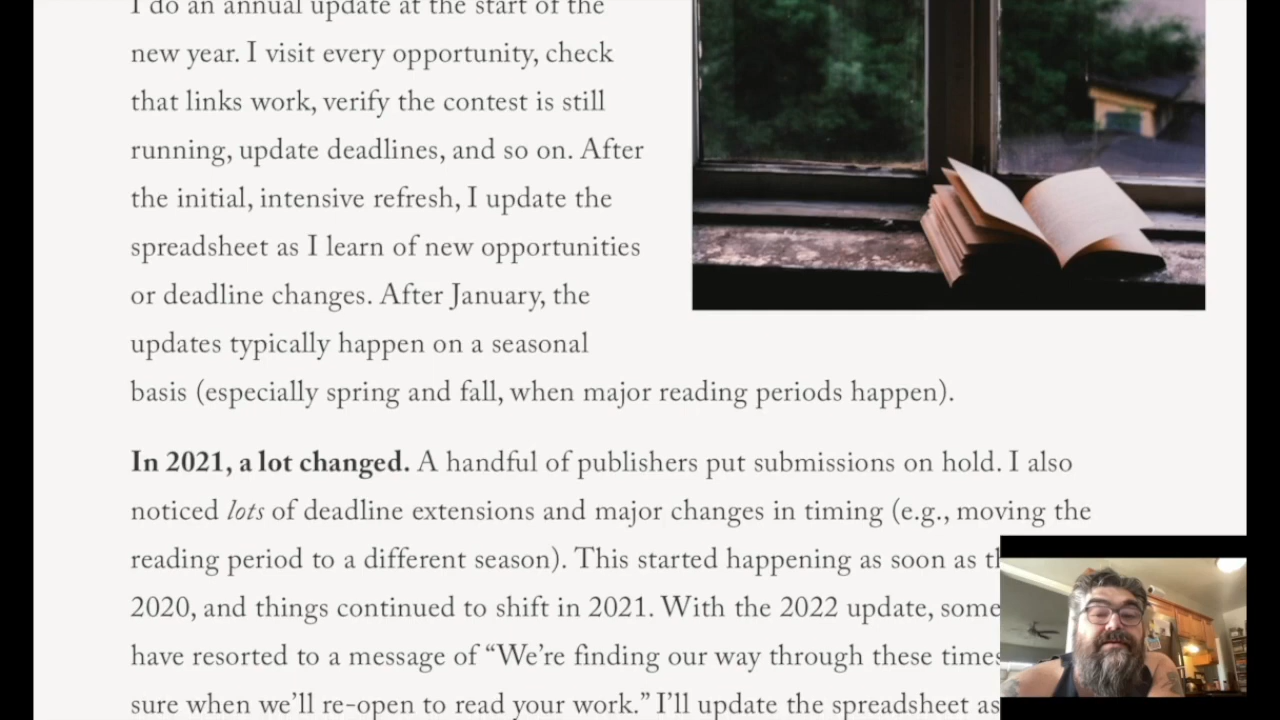 I do an annual update at the start of the
new year. I visit every opportunity, check
that links work, verify the contest is still
running, update deadlines, and so on. After
the initial, intensive refresh, I update the
spreadsheet as I learn of new opportunities
or deadline changes. After January, the
updates typically happen on a seasonal
basis (especially spring and fall, when major reading periods happen).
In 2021, a lot changed. A handful of publishers put submissions on hold. I also
noticed lots of deadline extensions and major changes in timing (e.g., moving the
reading period to a different season). This started happening as soon as
2020, and things continued to shift in 2021. With the 2022 update, some
have resorted to a message of “We’re finding our way through these times
sure when we’ll re-open to read your work.” I’ll update the spreadsheet as